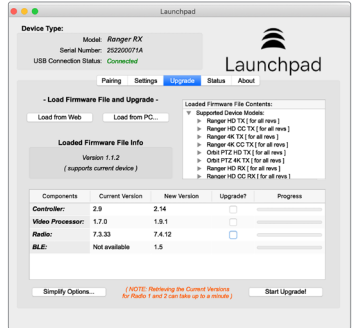 Launchpad
Device Type:
Model: Ranger RX
Serial Number: 252200071A
USB Connection Status: Connected
Launchpad
Pairing Settings Upgrade Status About
- Load Firmware File and Upgrade -
Load from Web Load from PC...
Loaded Firmware File Info
Version 1.1.2
( supports current device )
Loaded Firmware File Contents:
Supported Device Models:
Ranger HD TX [ for all revs ]
Ranger HD CC TX [ for all revs ]
Ranger 4K TX [ for all revs ]
Ranger 4K CC TX [ for all revs ]
Orbit PTZ HD TX [ for all revs ]
Orbit PTZ 4K TX [ for all revs ]
Ranger HD RX [ for all revs ]
Ranger HD CC RX [ for all revs ]
Components Current Version New Version Upgrade? Progress
Controller: 2.9 2.14
Video Processor: 1.7.0 1.9.1
Radio: 7.3.33 7.4.12
BLE: Not available 1.5
Simplify Options...
( NOTE: Retrieving the Current Versions
for Radio 1 and 2 can take up to a minute )
Start Upgrade!